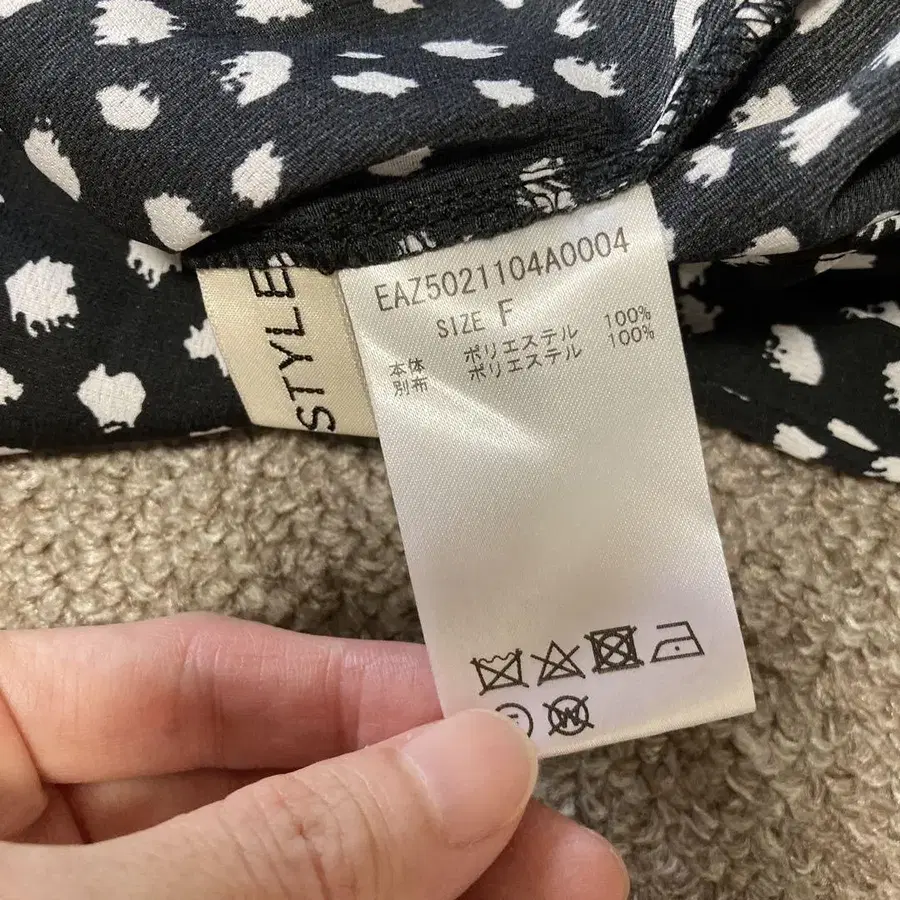 STYLE
EAZ5021104A0004
SIZE F
本体 ポリエステル 100%
別布 ポリエステル 100%
W